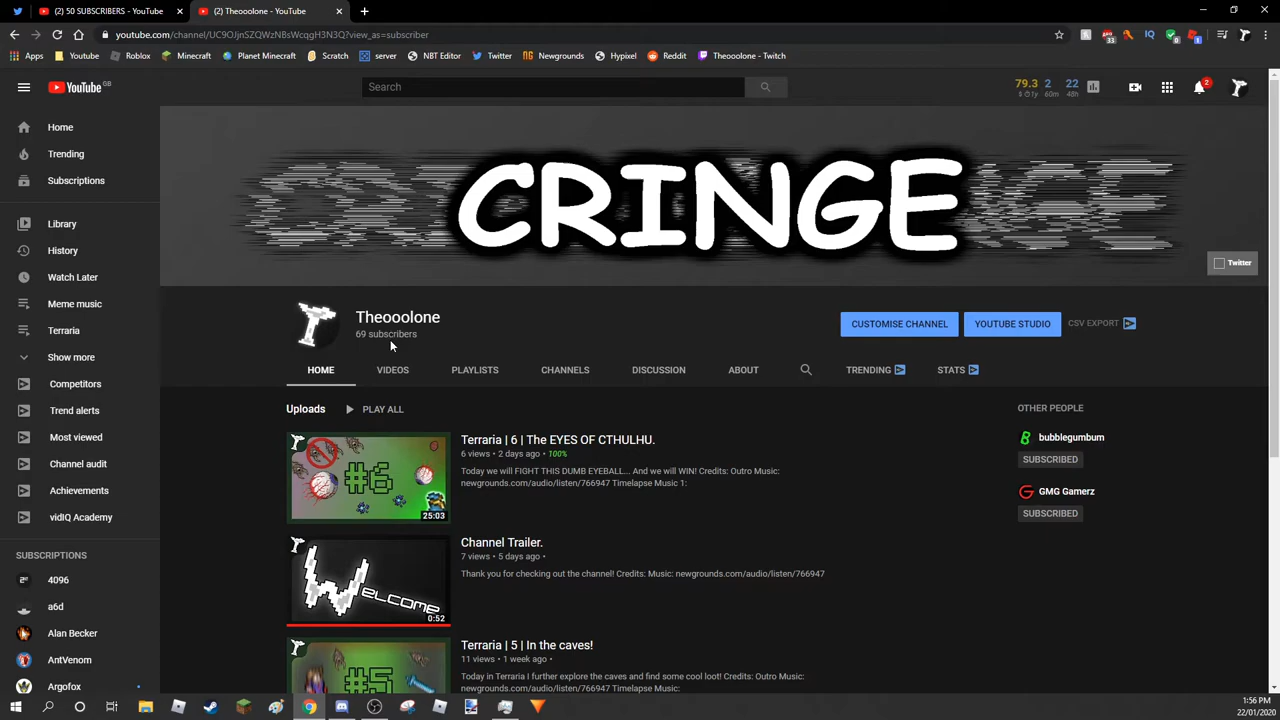 (2) 50 SUBSCRIBERS - YouTube
(2) Theooolone - YouTube
youtube.com/channel/UC9OJjnSZQWzNBsWcqgH3N3Q?view_as=subscriber
33
IQ
1
Apps
Youtube
Roblox
Minecraft
Planet Minecraft
Scratch
server
NBT Editor
Twitter
Newgrounds
Hypixel
Reddit
Theooolone - Twitch
YouTube GB
Search
79.3 2 22
$ 1y 60m 48h
2
Home
Trending
Subscriptions
Library
History
Watch Later
Meme music
Terraria
Show more
Competitors
Trend alerts
Most viewed
Channel audit
Achievements
vidIQ Academy
SUBSCRIPTIONS
4096
a6d
Alan Becker
AntVenom
Argofox
CRINGE
Twitter
Theooolone
69 subscribers
CUSTOMISE CHANNEL
YOUTUBE STUDIO
CSV EXPORT
HOME
VIDEOS
PLAYLISTS
CHANNELS
DISCUSSION
ABOUT
TRENDING
STATS
Uploads
PLAY ALL
#6
25:03
Terraria | 6 | The EYES OF CTHULHU.
6 views • 2 days ago • 100%
Today we will FIGHT THIS DUMB EYEBALL... And we will WIN! Credits: Outro Music:
newgrounds.com/audio/listen/766947 Timelapse Music 1:
Welcome
0:52
Channel Trailer.
7 views • 5 days ago •
Thank you for checking out the channel! Credits: Music: newgrounds.com/audio/listen/766947
#5
Terraria | 5 | In the caves!
11 views • 1 week ago •
Today in Terraria I further explore the caves and find some cool loot! Credits: Outro Music:
newgrounds.com/audio/listen/766947 Timelapse Music:
OTHER PEOPLE
bubblegumbum
SUBSCRIBED
GMG Gamerz
SUBSCRIBED
1:56 PM
22/01/2020